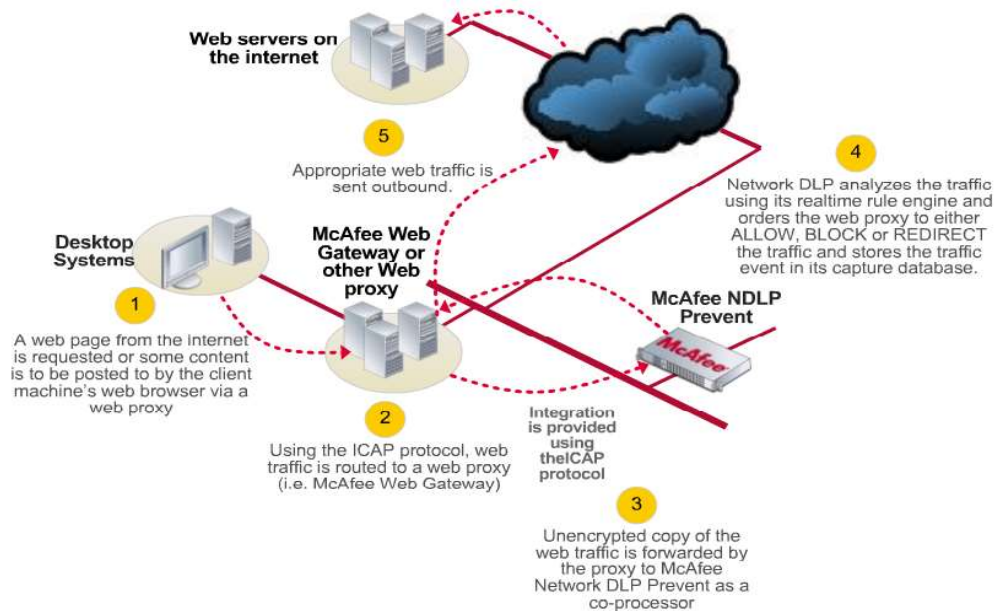 Web servers on
the internet
5
Appropriate web traffic is
sent outbound.
4
Network DLP analyzes the traffic
using its realtime rule engine and
orders the web proxy to either
ALLOW, BLOCK or REDIRECT
the traffic and stores the traffic
event in its capture database.
Desktop
Systems
1
A web page from the internet
is requested or some content
is to be posted to by the client
machine's web browser via a
web proxy
McAfee Web
Gateway or
other Web
proxy
2
Using the ICAP protocol, web
traffic is routed to a web proxy
(i.e. McAfee Web Gateway)
McAfee NDLP
Prevent
McAfee
Integration
is provided
using
theICAP
protocol
3
Unencrypted copy of the
web traffic is forwarded by
the proxy to McAfee
Network DLP Prevent as a
co-processor